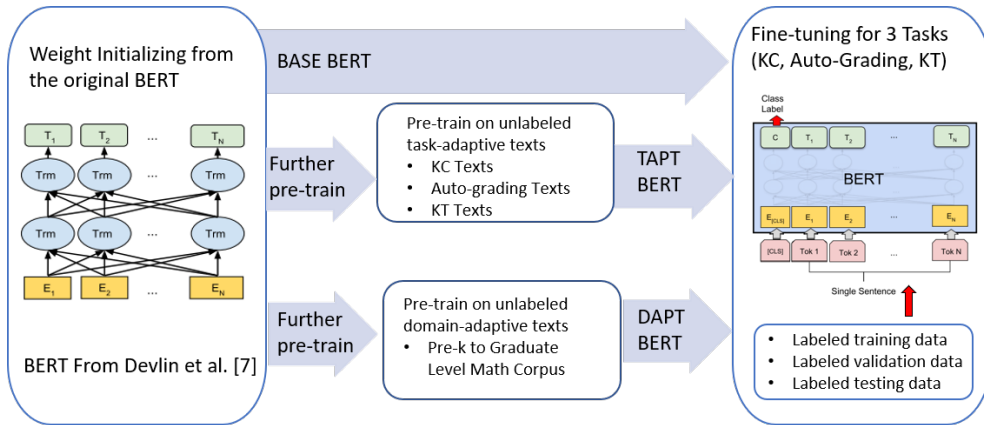 Weight Initializing from
the original BERT
T1 T2 ... TN
Trm Trm ... Trm
Trm Trm ... Trm
E1 E2 ... EN
BERT From Devlin et al. [7]
BASE BERT
Further
pre-train
Pre-train on unlabeled
task-adaptive texts
• KC Texts
• Auto-grading Texts
• KT Texts
TAPT
BERT
Further
pre-train
Pre-train on unlabeled
domain-adaptive texts
• Pre-k to Graduate
Level Math Corpus
DAPT
BERT
Fine-tuning for 3 Tasks
(KC, Auto-Grading, KT)
Class
Label
C T1 T2 ... TN
BERT
E[CLS] E1 E2 ... EN
[CLS] Tok 1 Tok 2 ... Tok N
Single Sentence
• Labeled training data
• Labeled validation data
• Labeled testing data